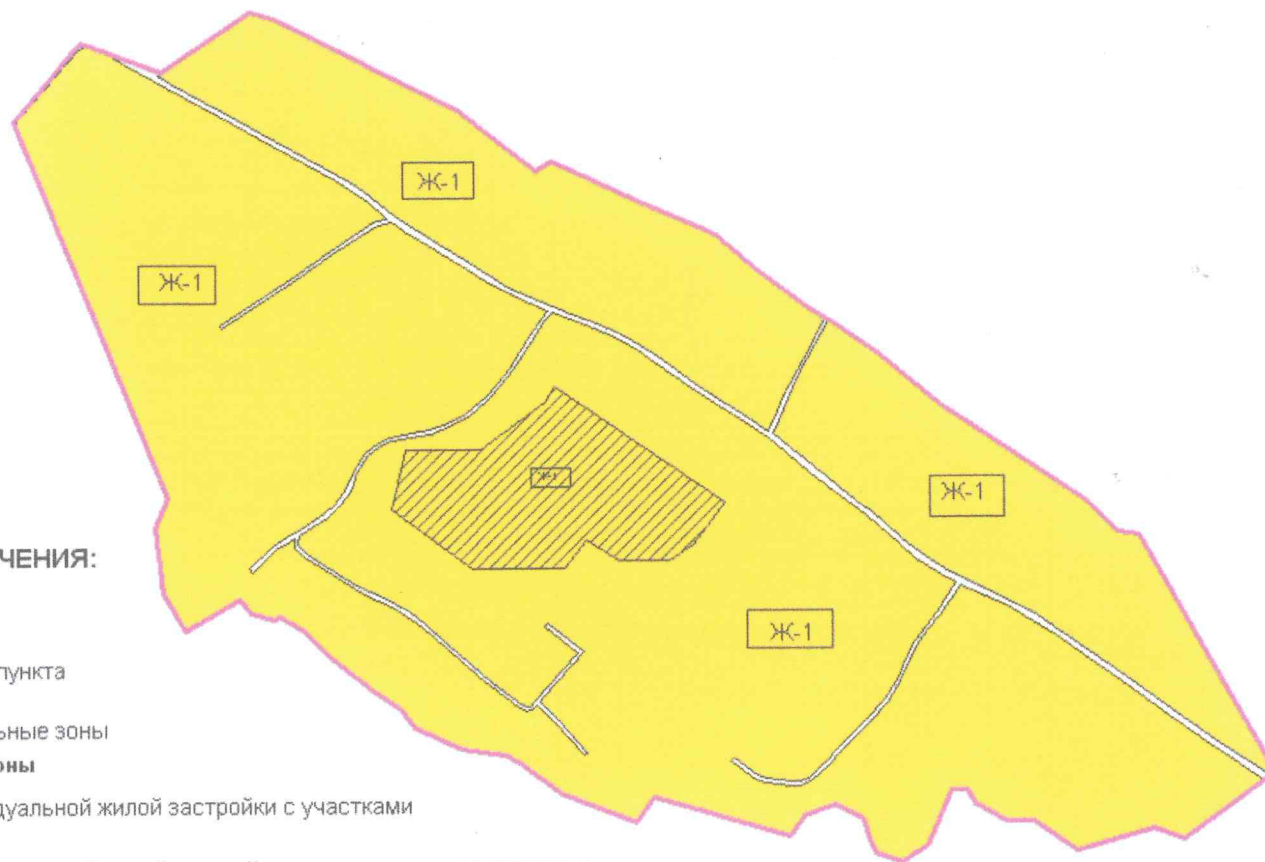 Ж-1
Ж-1
Ж-1
Ж-1
ЧЕНИЯ:
пункта
ьные зоны
оны
дуальной жилой застройки с участками